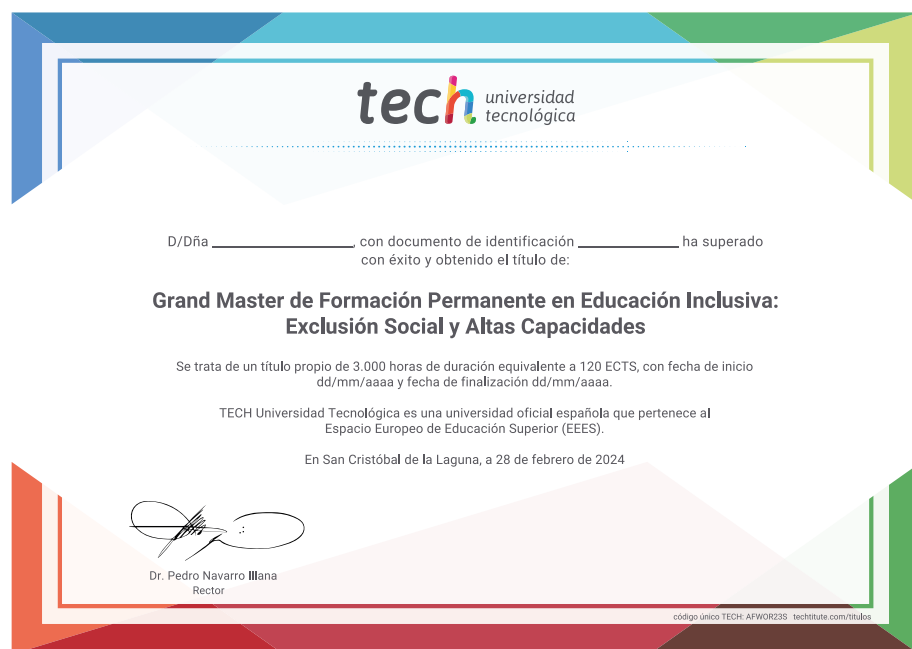 tech universidad
tecnológica
D/Dña ____________________, con documento de identificación ______________ ha superado
con éxito y obtenido el título de:
Grand Master de Formación Permanente en Educación Inclusiva:
Exclusión Social y Altas Capacidades
Se trata de un título propio de 3.000 horas de duración equivalente a 120 ECTS, con fecha de inicio
dd/mm/aaaa y fecha de finalización dd/mm/aaaa.
TECH Universidad Tecnológica es una universidad oficial española que pertenece al
Espacio Europeo de Educación Superior (EEES).
En San Cristóbal de la Laguna, a 28 de febrero de 2024
Dr. Pedro Navarro Illana
Rector
código único TECH: AFWOR23S techtitute.com/titulos